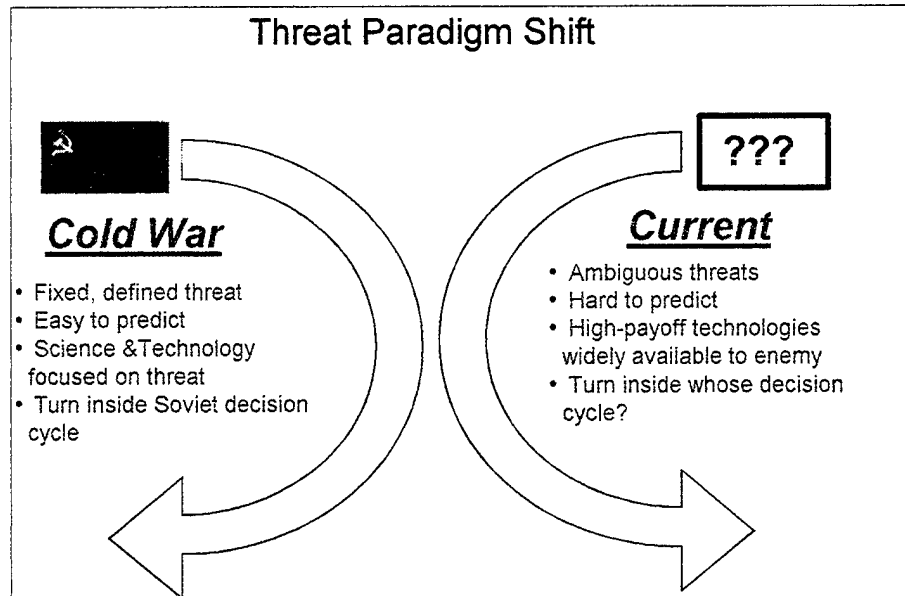 Threat Paradigm Shift
Cold War
• Fixed, defined threat
• Easy to predict
• Science &Technology
focused on threat
• Turn inside Soviet decision
cycle
???
Current
• Ambiguous threats
• Hard to predict
• High-payoff technologies
widely available to enemy
• Turn inside whose decision
cycle?